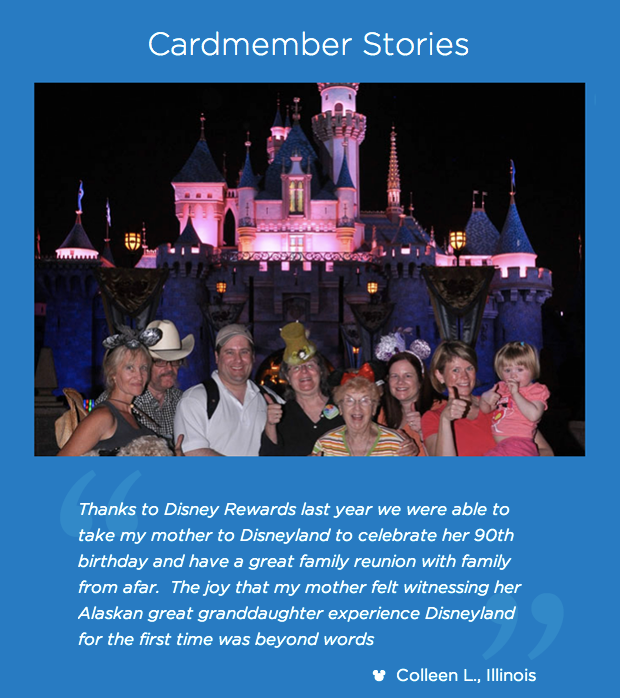 Cardmember Stories
Thanks to Disney Rewards last year we were able to
take my mother to Disneyland to celebrate her 90th
birthday and have a great family reunion with family
from afar.  The joy that my mother felt witnessing her
Alaskan great granddaughter experience Disneyland
for the first time was beyond words
Colleen L., Illinois